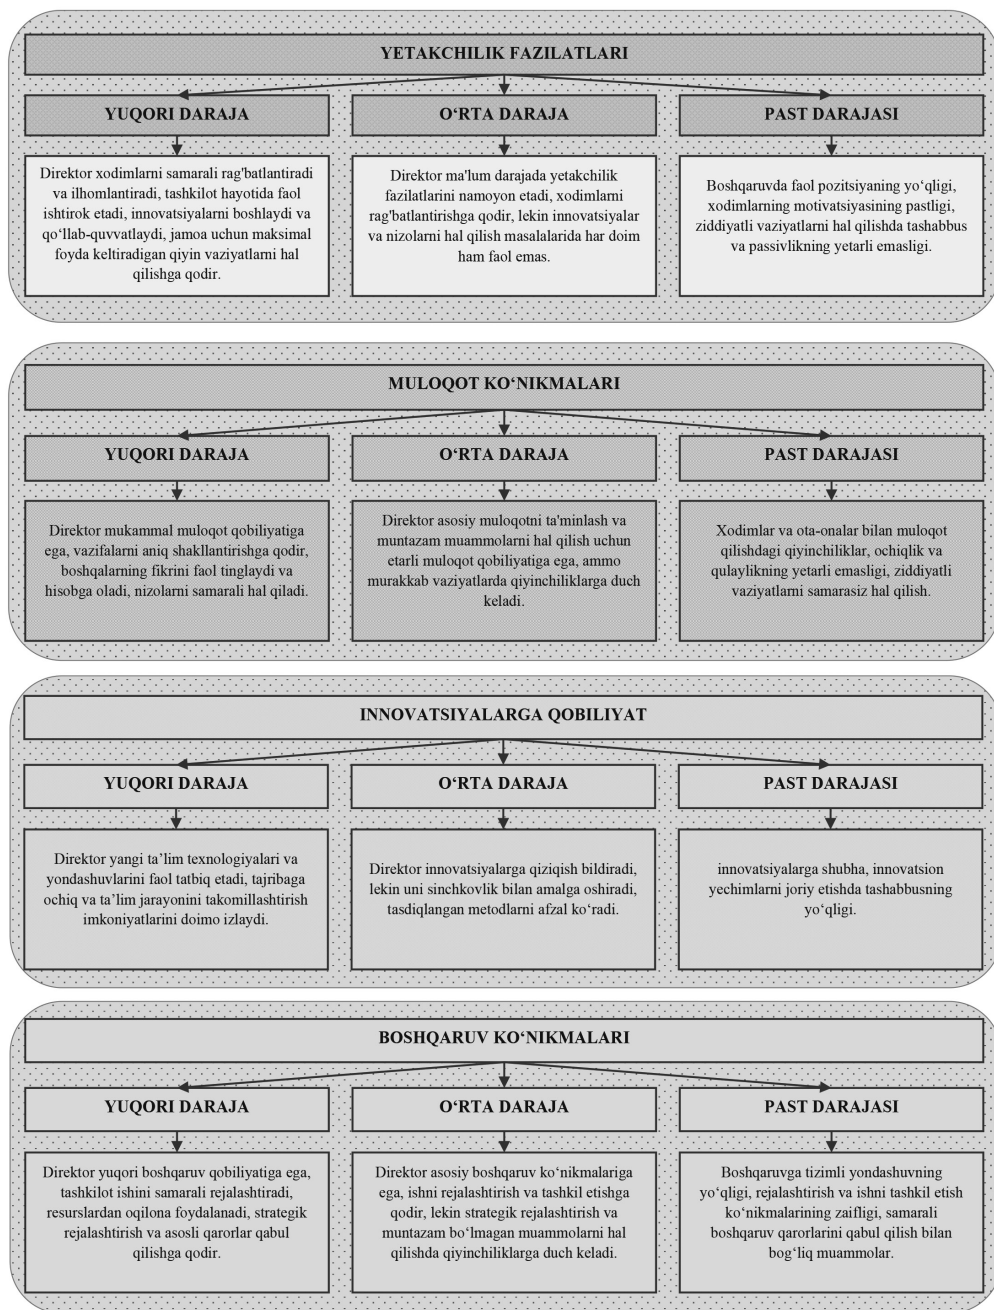 YETAKCHILIK FAZILATLARI
YUQORI DARAJA
Direktor xodimlarni samarali rag'batlantiradi
va ilhomlantiradi, tashkilot hayotida faol
ishtirok etadi, innovatsiyalarni boshlaydi va
qo‘llab-quvvatlaydi, jamoa uchun maksimal
foyda keltiradigan qiyin vaziyatlarni hal
qilishga qodir.
O‘RTA DARAJA
Direktor ma'lum darajada yetakchilik
fazilatlarini namoyon etadi, xodimlarni
rag'batlantirishga qodir, lekin innovatsiyalar
va nizolarni hal qilish masalalarida har doim
ham faol emas.
PAST DARAJASI
Boshqaruvda faol pozitsiyaning yo‘qligi,
xodimlarning motivatsiyasining pastligi,
ziddiyatli vaziyatlarni hal qilishda tashabbus
va passivlikning yetarli emasligi.
MULOQOT KO‘NIKMALARI
YUQORI DARAJA
Direktor mukammal muloqot qobiliyatiga
ega, vazifalarni aniq shakllantirishga qodir,
boshqalarning fikrini faol tinglaydi va
hisobga oladi, nizolarni samarali hal qiladi.
O‘RTA DARAJA
Direktor asosiy muloqotni ta'minlash va
muntazam muammolarni hal qilish uchun
etarli muloqot qobiliyatiga ega, ammo
murakkab vaziyatlarda qiyinchiliklarga duch
keladi.
PAST DARAJASI
Xodimlar va ota-onalar bilan muloqot
qilishdagi qiyinchiliklar, ochiqlik va
qulaylikning yetarli emasligi, ziddiyatli
vaziyatlarni samarasiz hal qilish.
INNOVATSIYALARGA QOBILIYAT
YUQORI DARAJA
Direktor yangi ta’lim texnologiyalari va
yondashuvlarini faol tatbiq etadi, tajribaga
ochiq va ta’lim jarayonini takomillashtirish
imkoniyatlarini doimo izlaydi.
O‘RTA DARAJA
Direktor innovatsiyalarga qiziqish bildiradi,
lekin uni sinchkovlik bilan amalga oshiradi,
tasdiqlangan metodlarni afzal ko‘radi.
PAST DARAJASI
innovatsiyalarga shubha, innovatsion
yechimlarni joriy etishda tashabbusning
yo‘qligi.
BOSHQARUV KO‘NIKMALARI
YUQORI DARAJA
Direktor yuqori boshqaruv qobiliyatiga ega,
tashkilot ishini samarali rejalashtiradi,
resurslardan oqilona foydalanadi, strategik
rejalashtirish va asosli qarorlar qabul
qilishga qodir.
O‘RTA DARAJA
Direktor asosiy boshqaruv ko‘nikmalariga
ega, ishni rejalashtirish va tashkil etishga
qodir, lekin strategik rejalashtirish va
muntazam bo‘lmagan muammolarni hal
qilishda qiyinchiliklarga duch keladi.
PAST DARAJASI
Boshqaruvga tizimli yondashuvning
yo‘qligi, rejalashtirish va ishni tashkil etish
ko‘nikmalarining zaifligi, samarali
boshqaruv qarorlarini qabul qilish bilan
bog‘liq muammolar.